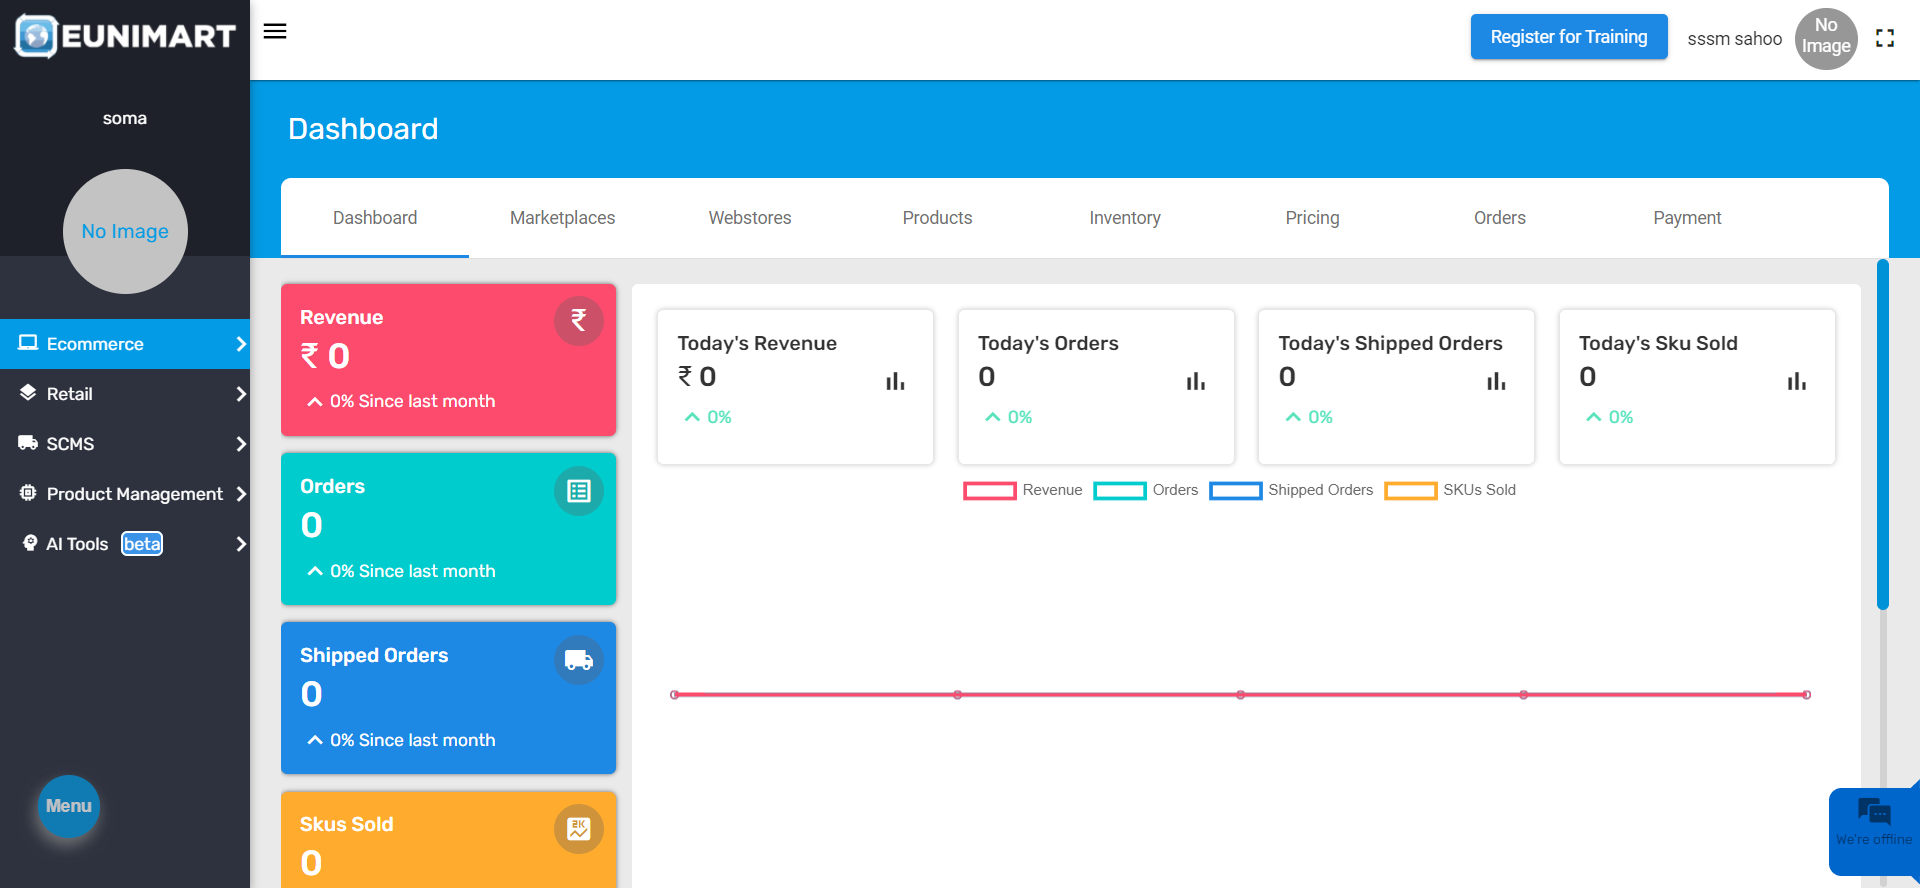 EUNIMART
Register for Training
sssm sahoo
No
Image
soma
No Image
Ecommerce
Retail
SCMS
Product Management
AI Tools beta
Menu
Dashboard
Dashboard
Marketplaces
Webstores
Products
Inventory
Pricing
Orders
Payment
Revenue
₹ 0
0% Since last month
Orders
0
0% Since last month
Shipped Orders
0
0% Since last month
Skus Sold
2K
0
Today's Revenue
₹ 0
0%
Today's Orders
0
0%
Today's Shipped Orders
0
0%
Today's Sku Sold
0
0%
Revenue
Orders
Shipped Orders
SKUs Sold
We're offline